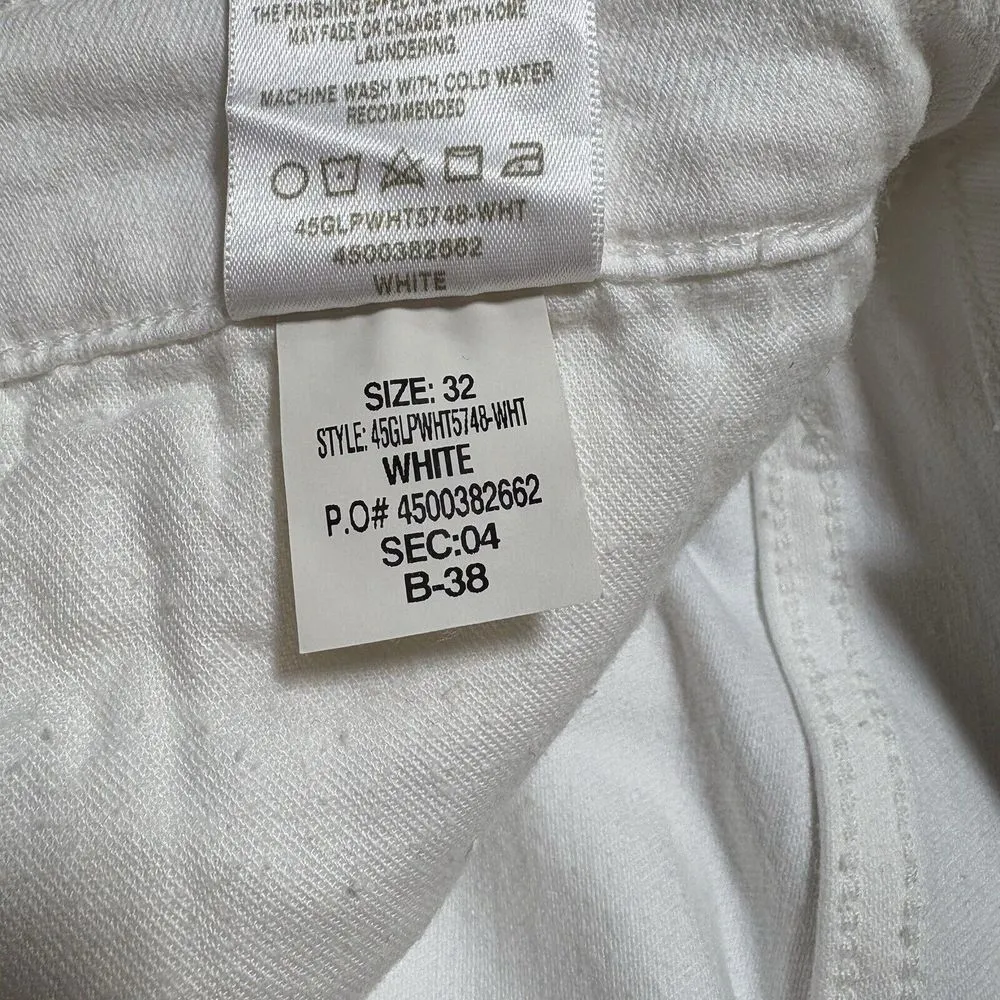 THE FINISHING EFFECTS
MAY FADE OR CHANGE WITH HOME
LAUNDERING.
MACHINE WASH WITH COLD WATER
RECOMMENDED
45GLPWHT5748-WHT
4500382662
WHITE
SIZE: 32
STYLE: 45GLPWHT5748-WHT
WHITE
P.O# 4500382662
SEC:04
B-38